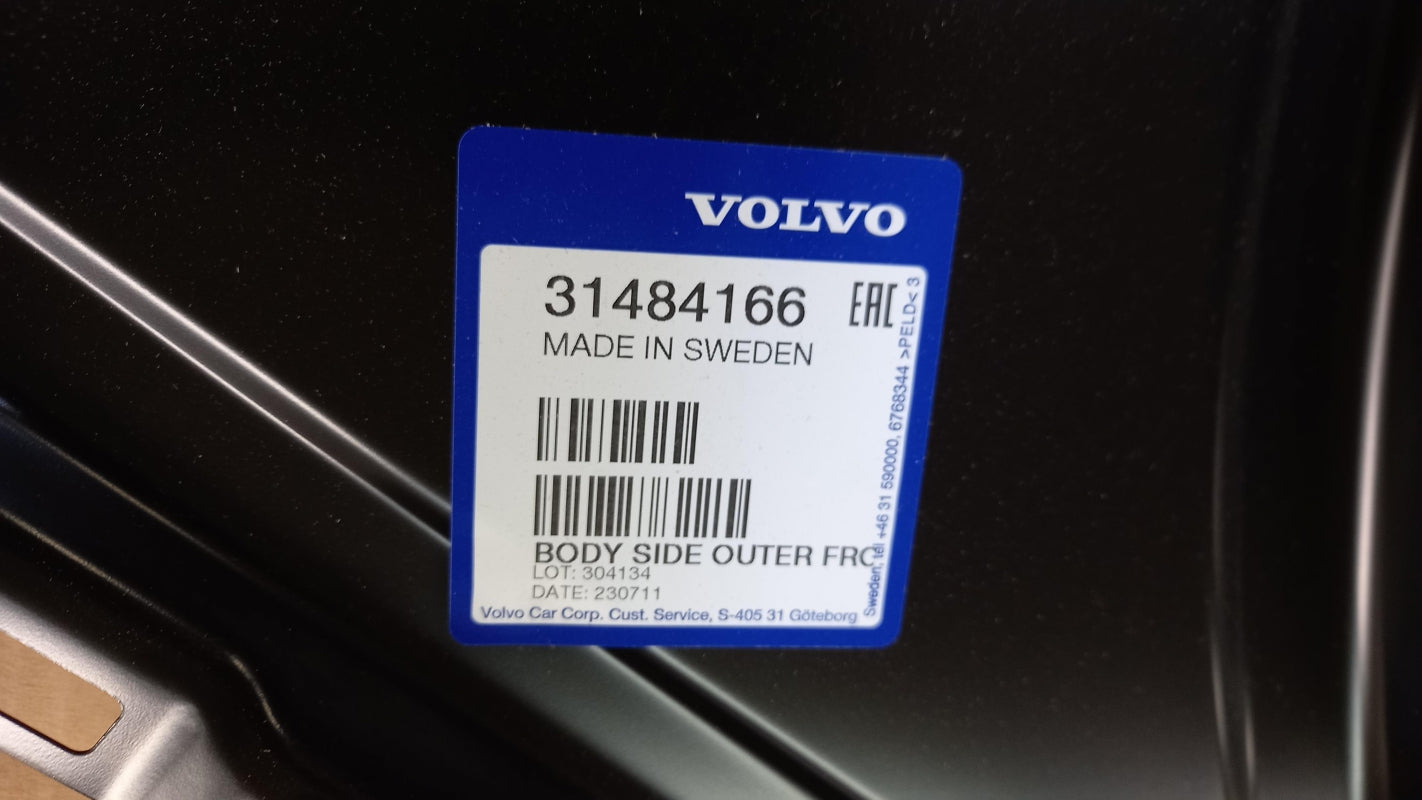 VOLVO
31484166
EAC
MADE IN SWEDEN
BODY SIDE OUTER FRO
LOT: 304134
DATE: 230711
Volvo Car Corp. Cust. Service, S-405 31 Göteborg
Sweden, tel +46 31 590000, 6768344 >PELD< 3